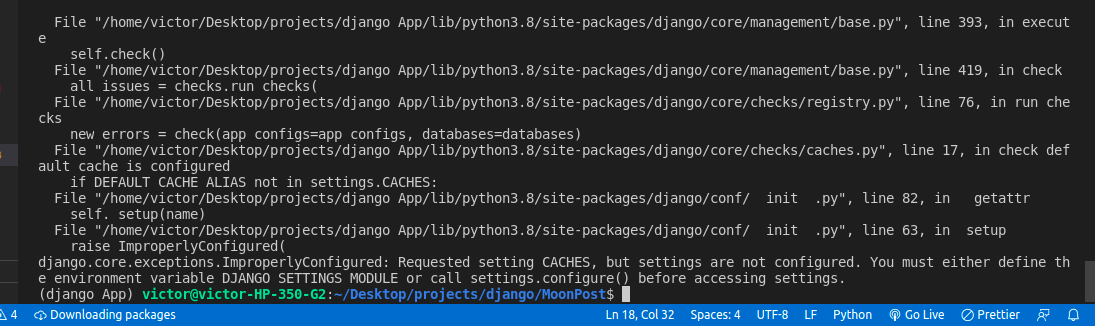 File "/home/victor/Desktop/projects/django App/lib/python3.8/site-packages/django/core/management/base.py", line 393, in execut
e
self.check()
File "/home/victor/Desktop/projects/django App/lib/python3.8/site-packages/django/core/management/base.py", line 419, in check
all issues = checks.run checks(
File "/home/victor/Desktop/projects/django App/lib/python3.8/site-packages/django/core/checks/registry.py", line 76, in run che
cks
new errors = check(app configs=app configs, databases=databases)
File "/home/victor/Desktop/projects/django App/lib/python3.8/site-packages/django/core/checks/caches.py", line 17, in check def
ault cache is configured
if DEFAULT CACHE ALIAS not in settings.CACHES:
File "/home/victor/Desktop/projects/django App/lib/python3.8/site-packages/django/conf/  init  .py", line 82, in   getattr
self. setup(name)
File "/home/victor/Desktop/projects/django App/lib/python3.8/site-packages/django/conf/  init  .py", line 63, in  setup
raise ImproperlyConfigured(
django.core.exceptions.ImproperlyConfigured: Requested setting CACHES, but settings are not configured. You must either define th
e environment variable DJANGO SETTINGS MODULE or call settings.configure() before accessing settings.
(django App) victor@victor-HP-350-G2:~/Desktop/projects/django/MoonPost$
4 Downloading packages Ln 18, Col 32 Spaces: 4 UTF-8 LF Python Go Live Prettier